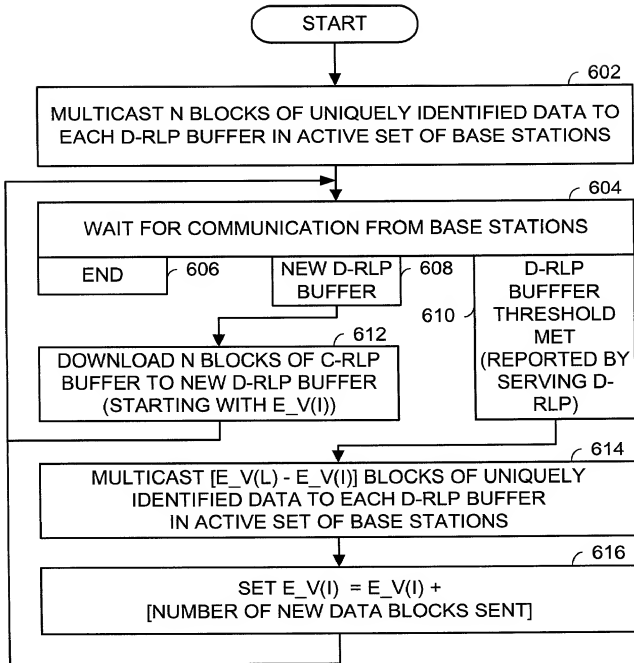 START
602
MULTICAST N BLOCKS OF UNIQUELY IDENTIFIED DATA TO
EACH D-RLP BUFFER IN ACTIVE SET OF BASE STATIONS
604
WAIT FOR COMMUNICATION FROM BASE STATIONS
END
606
NEW D-RLP
BUFFER
608
610
D-RLP
BUFFFER
THRESHOLD
MET
(REPORTED BY
SERVING D-
RLP)
612
DOWNLOAD N BLOCKS OF C-RLP
BUFFER TO NEW D-RLP BUFFER
(STARTING WITH E_V(I))
614
MULTICAST [E_V(L) - E_V(I)] BLOCKS OF UNIQUELY
IDENTIFIED DATA TO EACH D-RLP BUFFER
IN ACTIVE SET OF BASE STATIONS
616
SET E_V(I) = E_V(I) +
[NUMBER OF NEW DATA BLOCKS SENT]